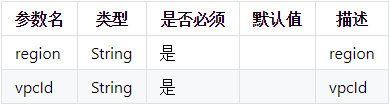 参数名 类型 是否必须 默认值 描述
region String 是 region
vpcId String 是 vpcId